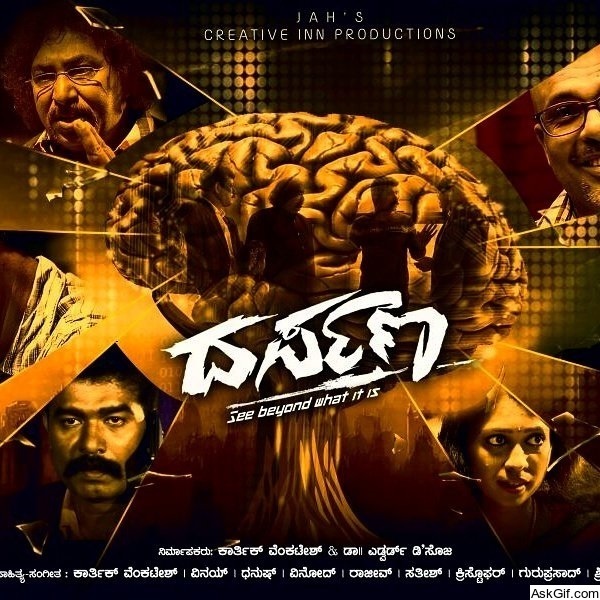 JAH'S
CREATIVE INN PRODUCTIONS
ದರ್ಪಣ
See beyond what it is
ನಿರ್ಮಾಪಕರು: ಕಾರ್ತಿಕ್ ವೆಂಕಟೇಶ್ & ಡಾ|| ಎಡ್ವರ್ಡ್ ಡಿ'ಸೋಜ
ಸಾಹಿತ್ಯ-ಸಂಗೀತ : ಕಾರ್ತಿಕ್ ವೆಂಕಟೇಶ್ | ವಿನಯ್ | ಧನುಷ್ | ವಿನೋದ್ | ರಾಜೀವ್ | ಸತೀಶ್ | ಕ್ರಿಸ್ಟೋಫರ್ | ಗುರುಪ್ರಸಾದ್ |
AskGif.com